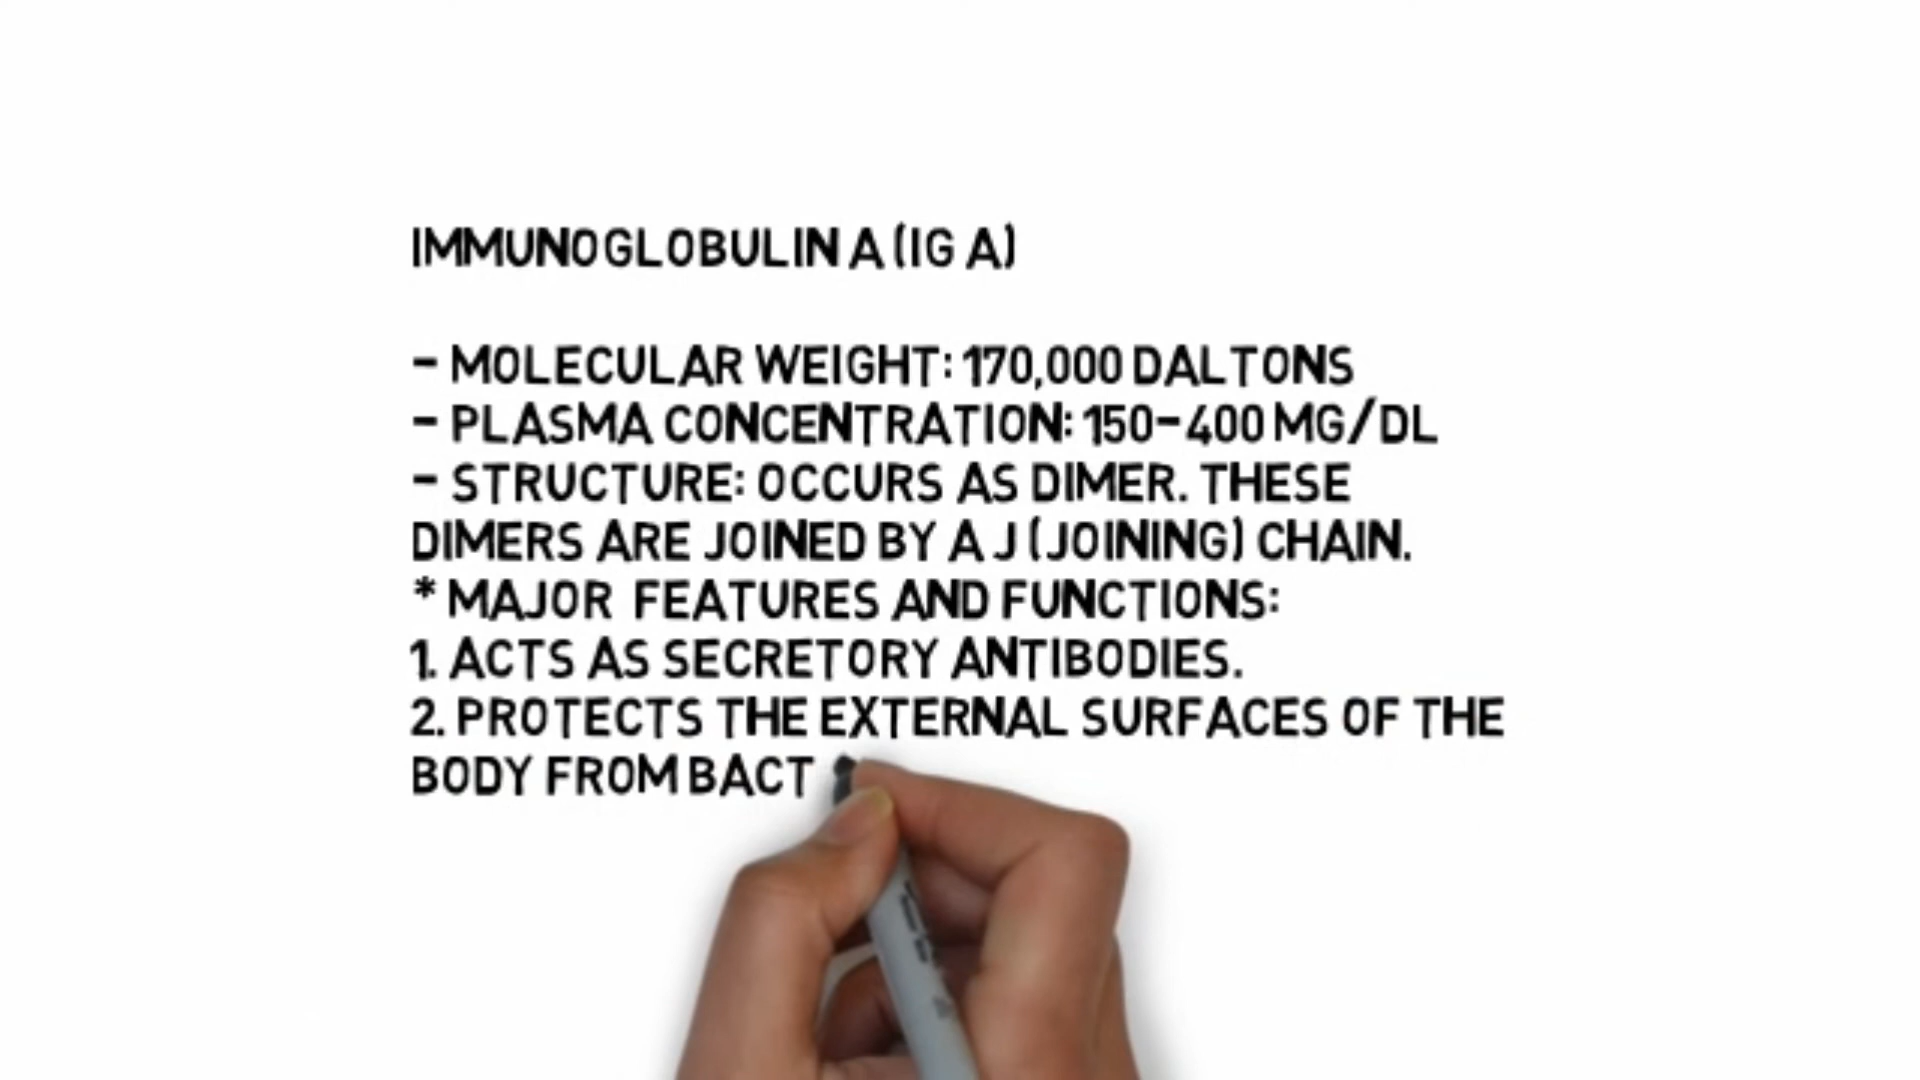 IMMUNOGLOBULIN A (IG A)
- MOLECULAR WEIGHT: 170,000 DALTONS
- PLASMA CONCENTRATION: 150-400 MG/DL
- STRUCTURE: OCCURS AS DIMER. THESE
DIMERS ARE JOINED BY A J (JOINING) CHAIN.
* MAJOR FEATURES AND FUNCTIONS:
1. ACTS AS SECRETORY ANTIBODIES.
2. PROTECTS THE EXTERNAL SURFACES OF THE
BODY FROM BACT